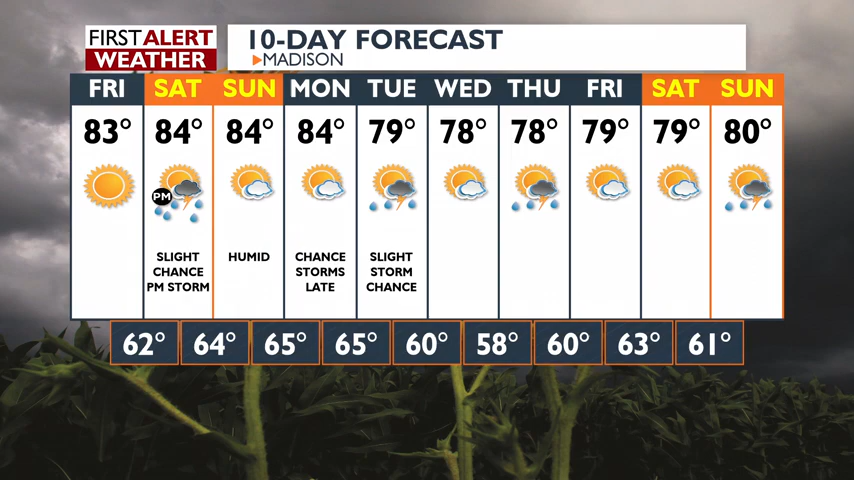 FIRST ALERT
WEATHER
10-DAY FORECAST
MADISON
FRI SAT SUN MON TUE WED THU FRI SAT SUN
83° 84° 84° 84° 79° 78° 78° 79° 79° 80°
PM
SLIGHT
CHANCE
PM STORM
HUMID
CHANCE
STORMS
LATE
SLIGHT
STORM
CHANCE
62° 64° 65° 65° 60° 58° 60° 63° 61°